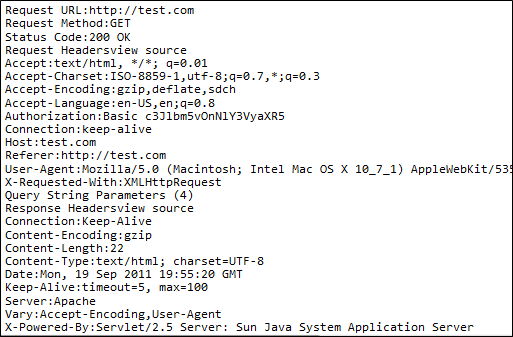 Request URL:http://test.com
Request Method:GET
Status Code:200 OK
Request Headersview source
Accept:text/html, */*; q=0.01
Accept-Charset:ISO-8859-1,utf-8;q=0.7,*;q=0.3
Accept-Encoding:gzip,deflate,sdch
Accept-Language:en-US,en;q=0.8
Authorization:Basic c3Jlbm5vOnNlY3VyaXR5
Connection:keep-alive
Host:test.com
Referer:http://test.com
User-Agent:Mozilla/5.0 (Macintosh; Intel Mac OS X 10_7_1) AppleWebKit/535
X-Requested-With:XMLHttpRequest
Query String Parameters (4)
Response Headersview source
Connection:Keep-Alive
Content-Encoding:gzip
Content-Length:22
Content-Type:text/html; charset=UTF-8
Date:Mon, 19 Sep 2011 19:55:20 GMT
Keep-Alive:timeout=5, max=100
Server:Apache
Vary:Accept-Encoding,User-Agent
X-Powered-By:Servlet/2.5 Server: Sun Java System Application Server